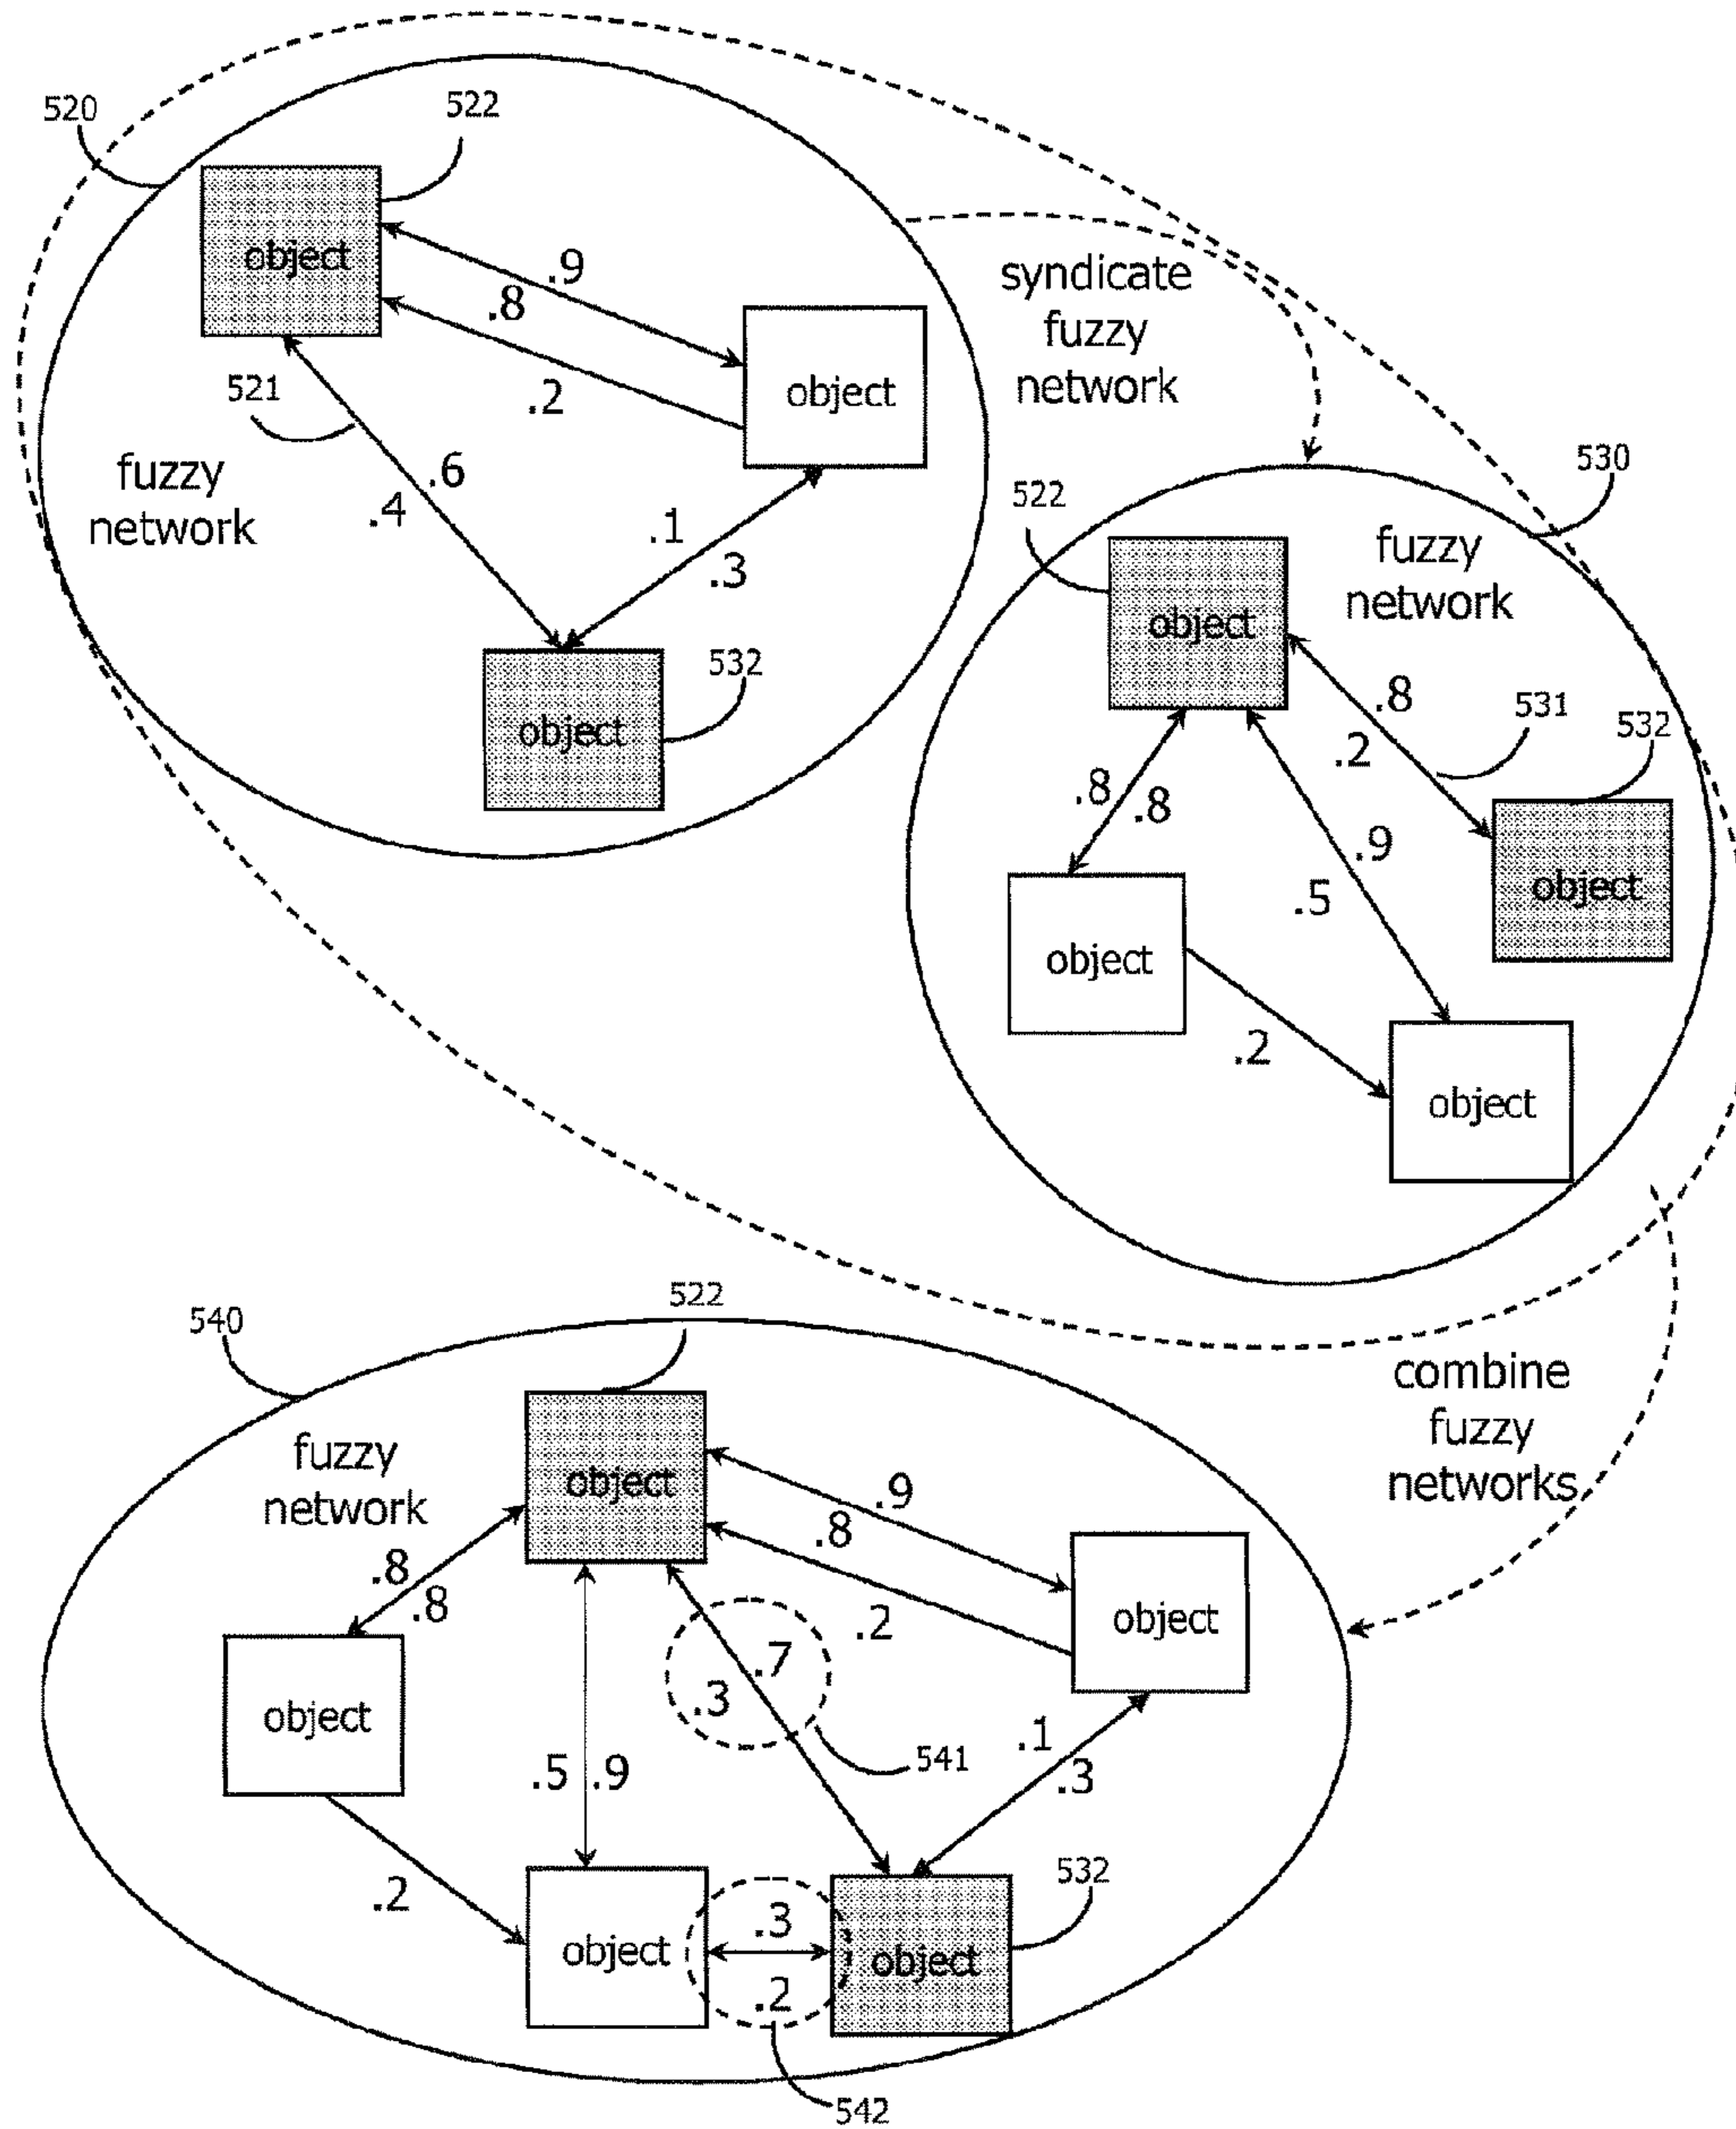 520
522
object
.9
.8
object
.2
521
fuzzy
network
.6
.4
.1
.3
532
object
syndicate
fuzzy
network
530
522
fuzzy
network
object
.8
531
532
.2
.8
.8
.9
object
.5
object
.2
object
540
522
combine
fuzzy
networks
fuzzy
network
object
.9
.8
.8
.8
.2
object
.7
.3
object
.1
541
.3
.5
.9
.2
532
.3
object
object
.2
542